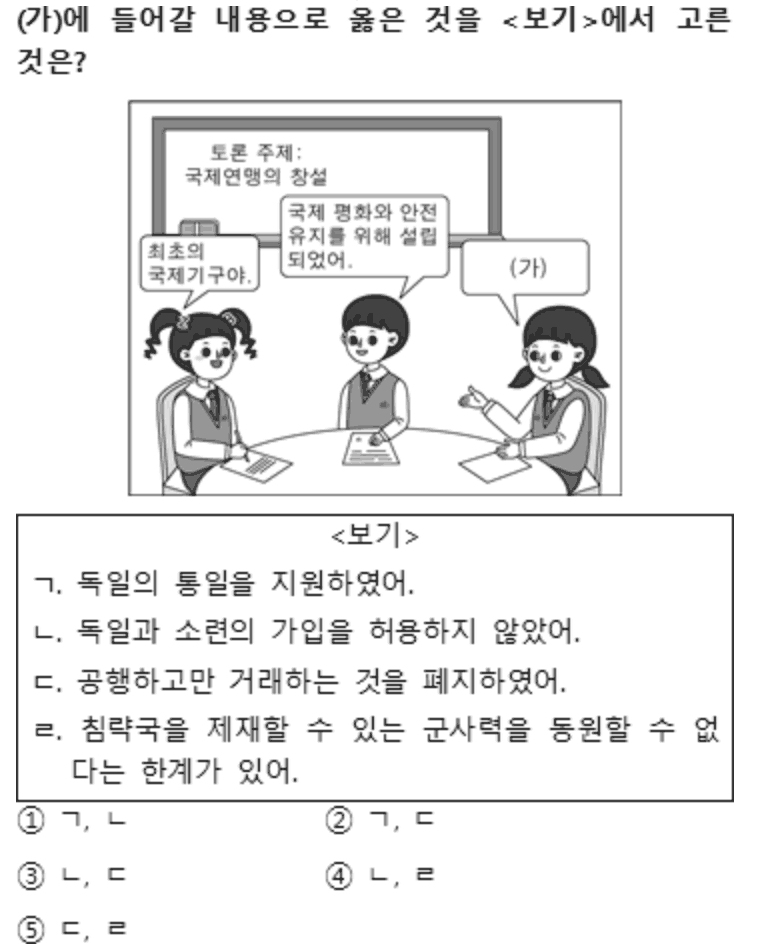 (가)에 들어갈 내용으로 옳은 것을 <보기>에서 고른
것은?
토론 주제:
국제연맹의 창설
최초의
국제기구야.
국제 평화와 안전
유지를 위해 설립
되었어.
(가)
<보기>
ㄱ. 독일의 통일을 지원하였어.
ㄴ. 독일과 소련의 가입을 허용하지 않았어.
ㄷ. 공행하고만 거래하는 것을 폐지하였어.
ㄹ. 침략국을 제재할 수 있는 군사력을 동원할 수 없
다는 한계가 있어.
① ㄱ, ㄴ ② ㄱ, ㄷ
③ ㄴ, ㄷ ④ ㄴ, ㄹ
⑤ ㄷ, ㄹ